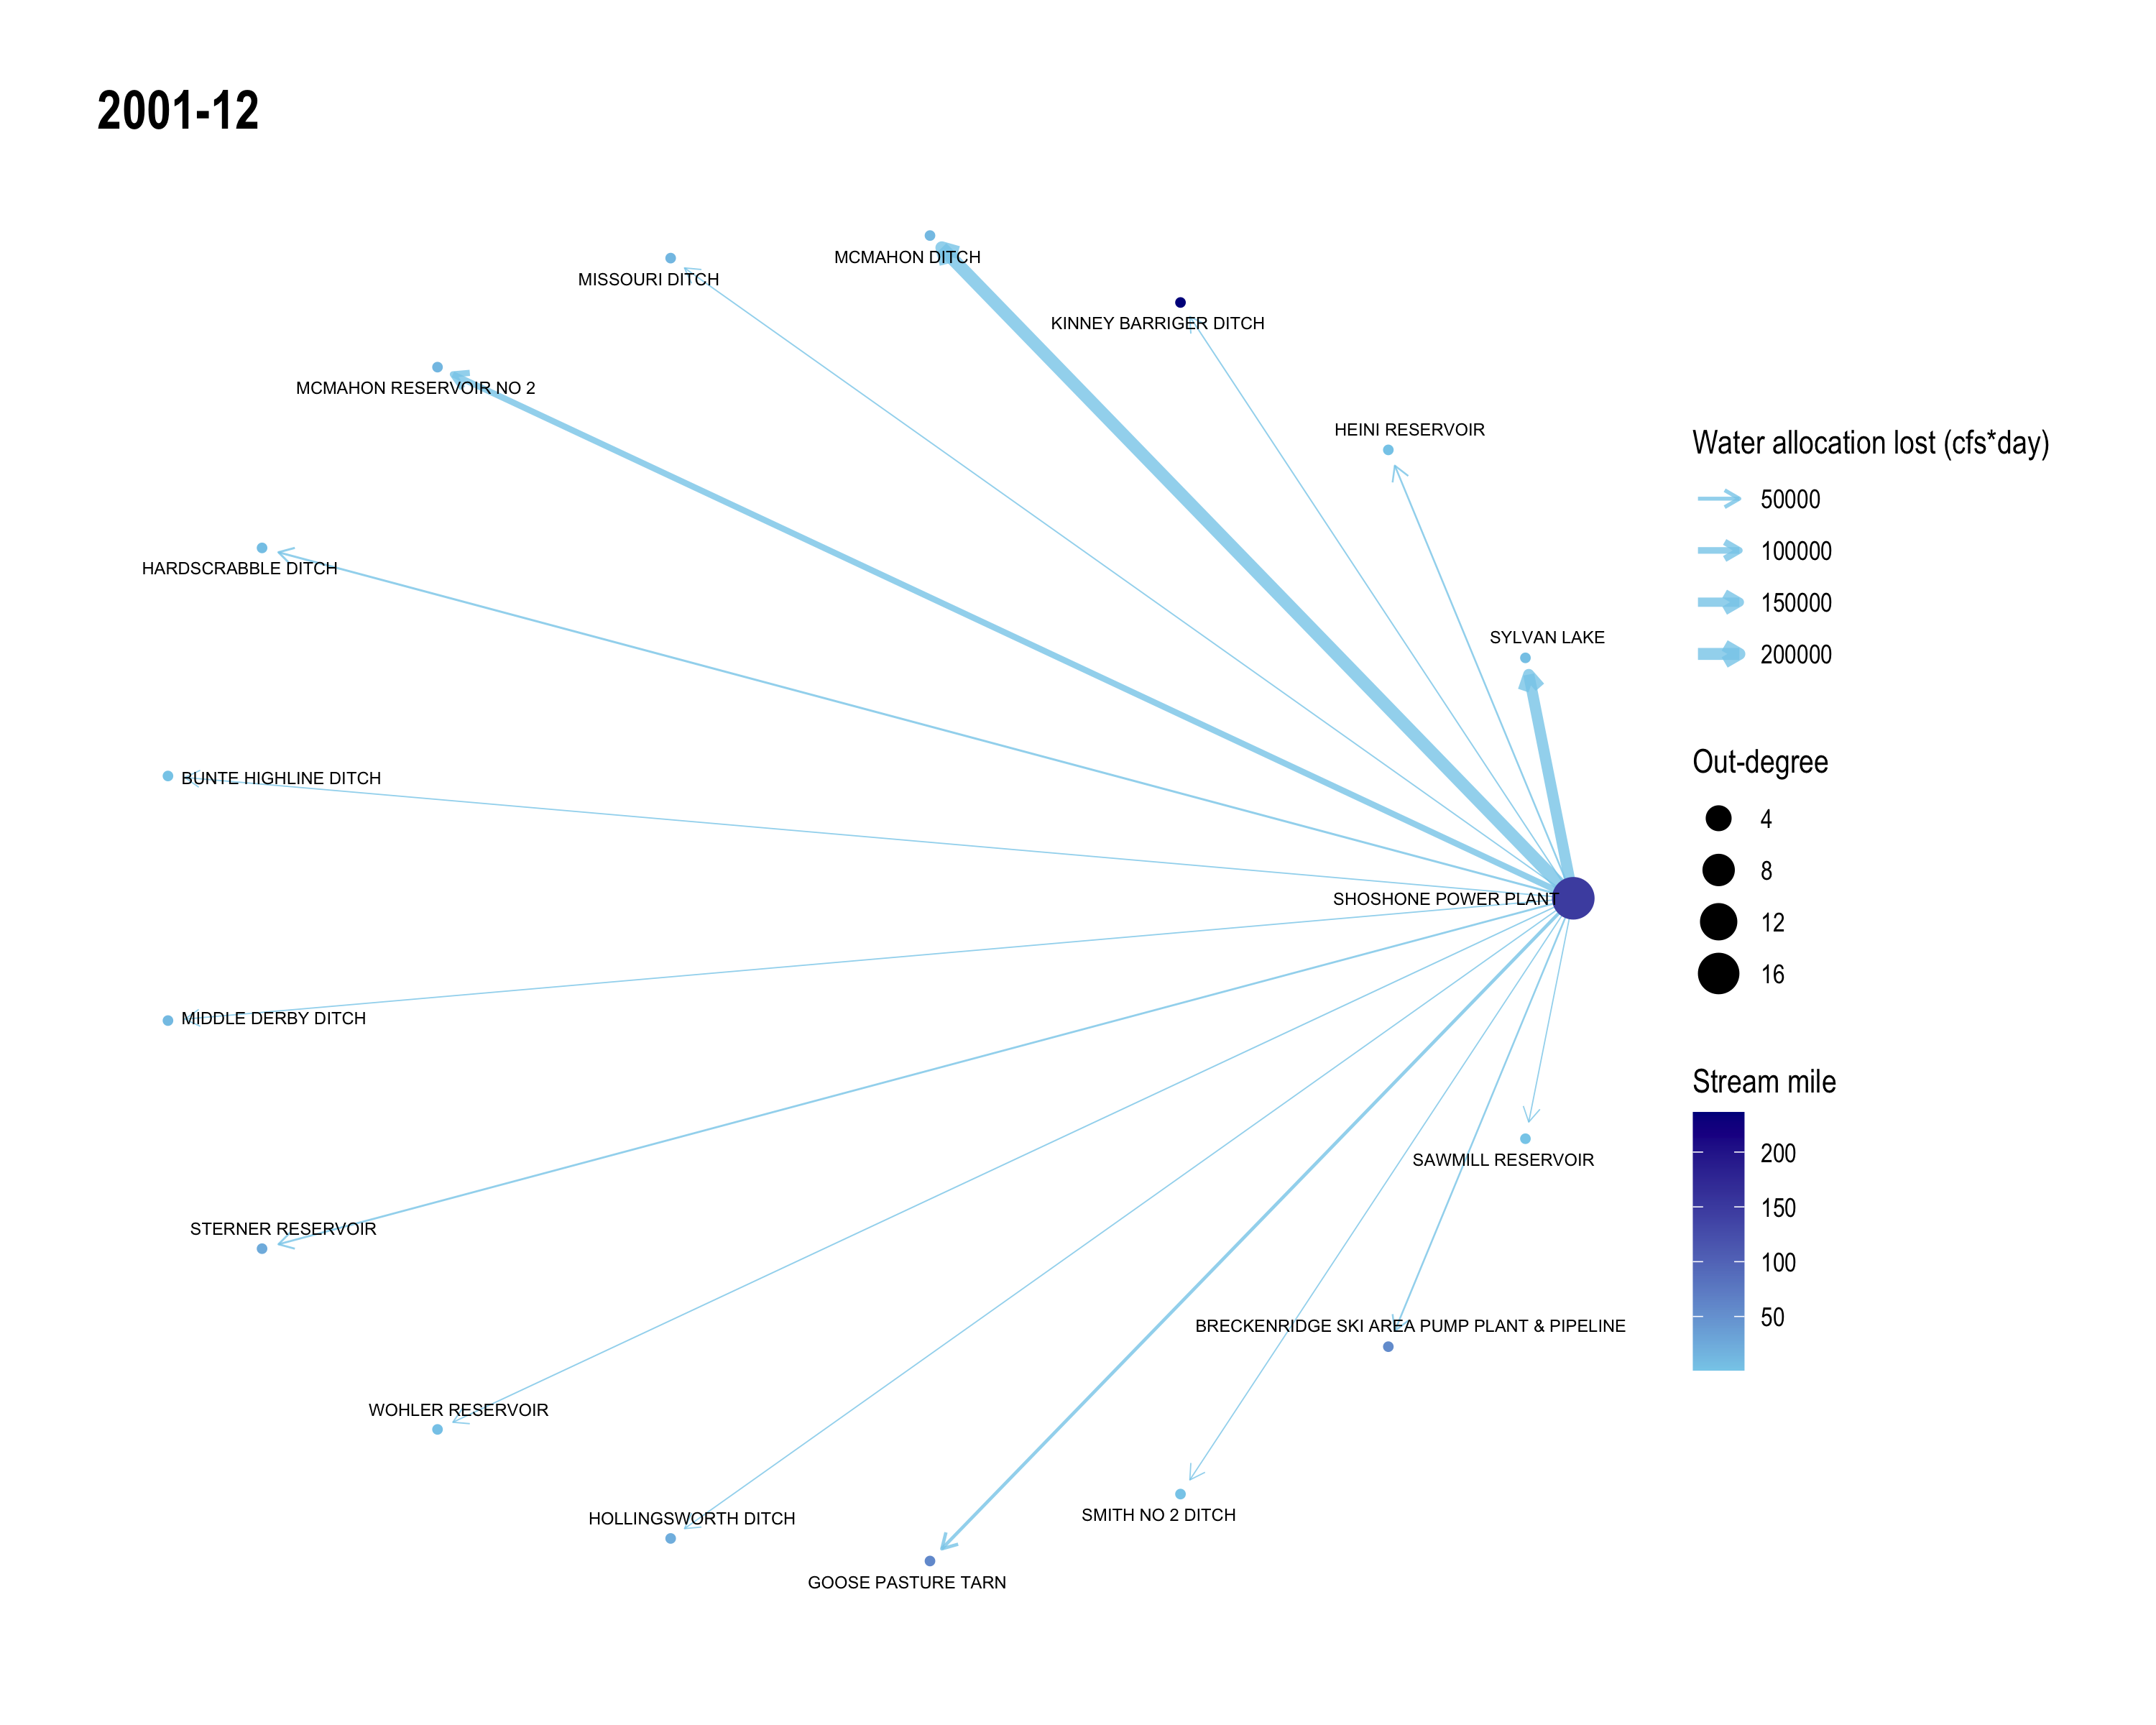 2001-12
MCMAHON DITCH
MISSOURI DITCH
KINNEY BARRIGER DITCH
MCMAHON RESERVOIR NO 2
HEINI RESERVOIR
HARDSCRABBLE DITCH
SYLVAN LAKE
BUNTE HIGHLINE DITCH
SHOSHONE POWER PLANT
MIDDLE DERBY DITCH
SAWMILL RESERVOIR
STERNER RESERVOIR
BRECKENRIDGE SKI AREA PUMP PLANT & PIPELINE
WOHLER RESERVOIR
SMITH NO 2 DITCH
HOLLINGSWORTH DITCH
GOOSE PASTURE TARN
Water allocation lost (cfs*day)
50000
100000
150000
200000
Out-degree
4
8
12
16
Stream mile
200
150
100
50